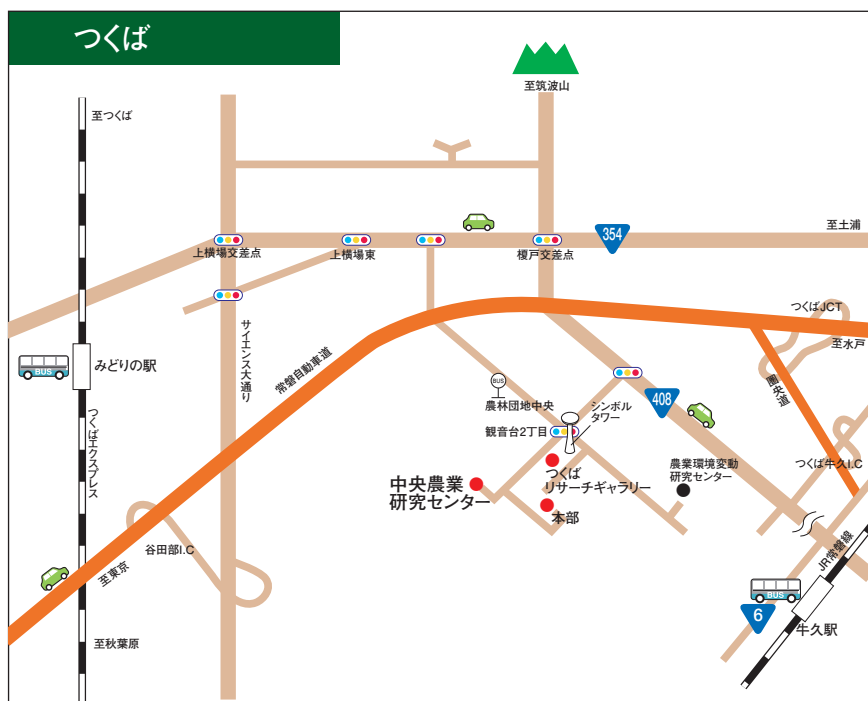 つくば
至筑波山
至つくば
至土浦
354
上横場交差点
上横場東
榎戸交差点
つくばJCT
至水戸
サイエンス大通り
常磐自動車道
圏央道
BUS
みどりの駅
BUS
農林団地中央
シンボル
タワー
408
観音台2丁目
つくばエクスプレス
農業環境変動
研究センター
つくば牛久I.C
つくば
リサーチギャラリー
中央農業
研究センター
本部
谷田部I.C
至東京
JR常磐線
BUS
6
牛久駅
至秋葉原